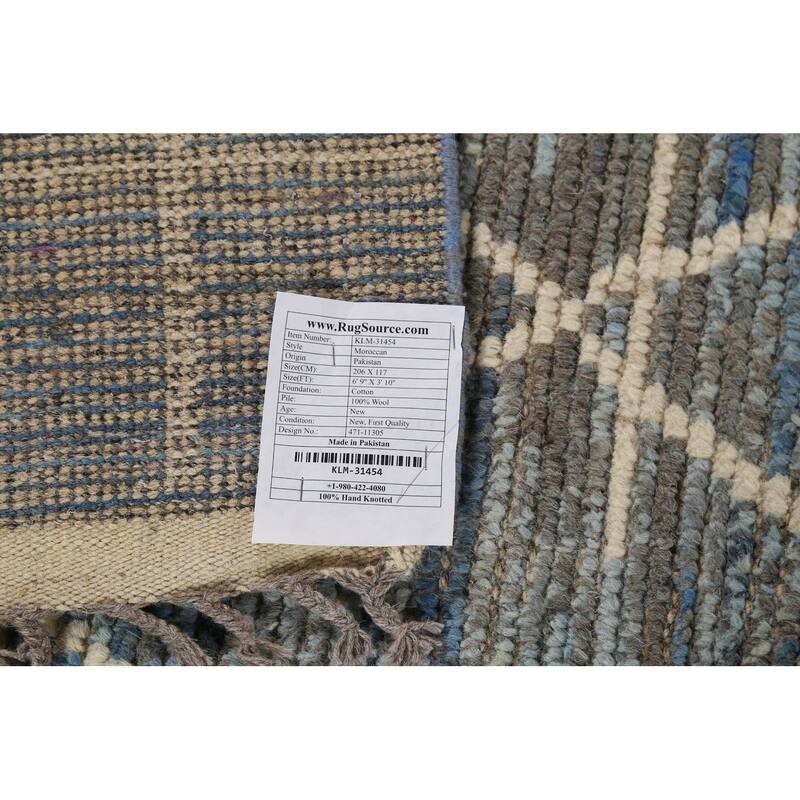 www.RugSource.com
Item Number: KLM-31454
Style Moroccan
Origin Pakistan
Size(CM): 206 X 117
Size(FT): 6' 9" X 3' 10"
Foundation: Cotton
Pile: 100% Wool
Age: New
Condition: New, First Quality
Design No.: 471-11305
Made in Pakistan
KLM-31454
+1-980-422-4080
100% Hand Knotted